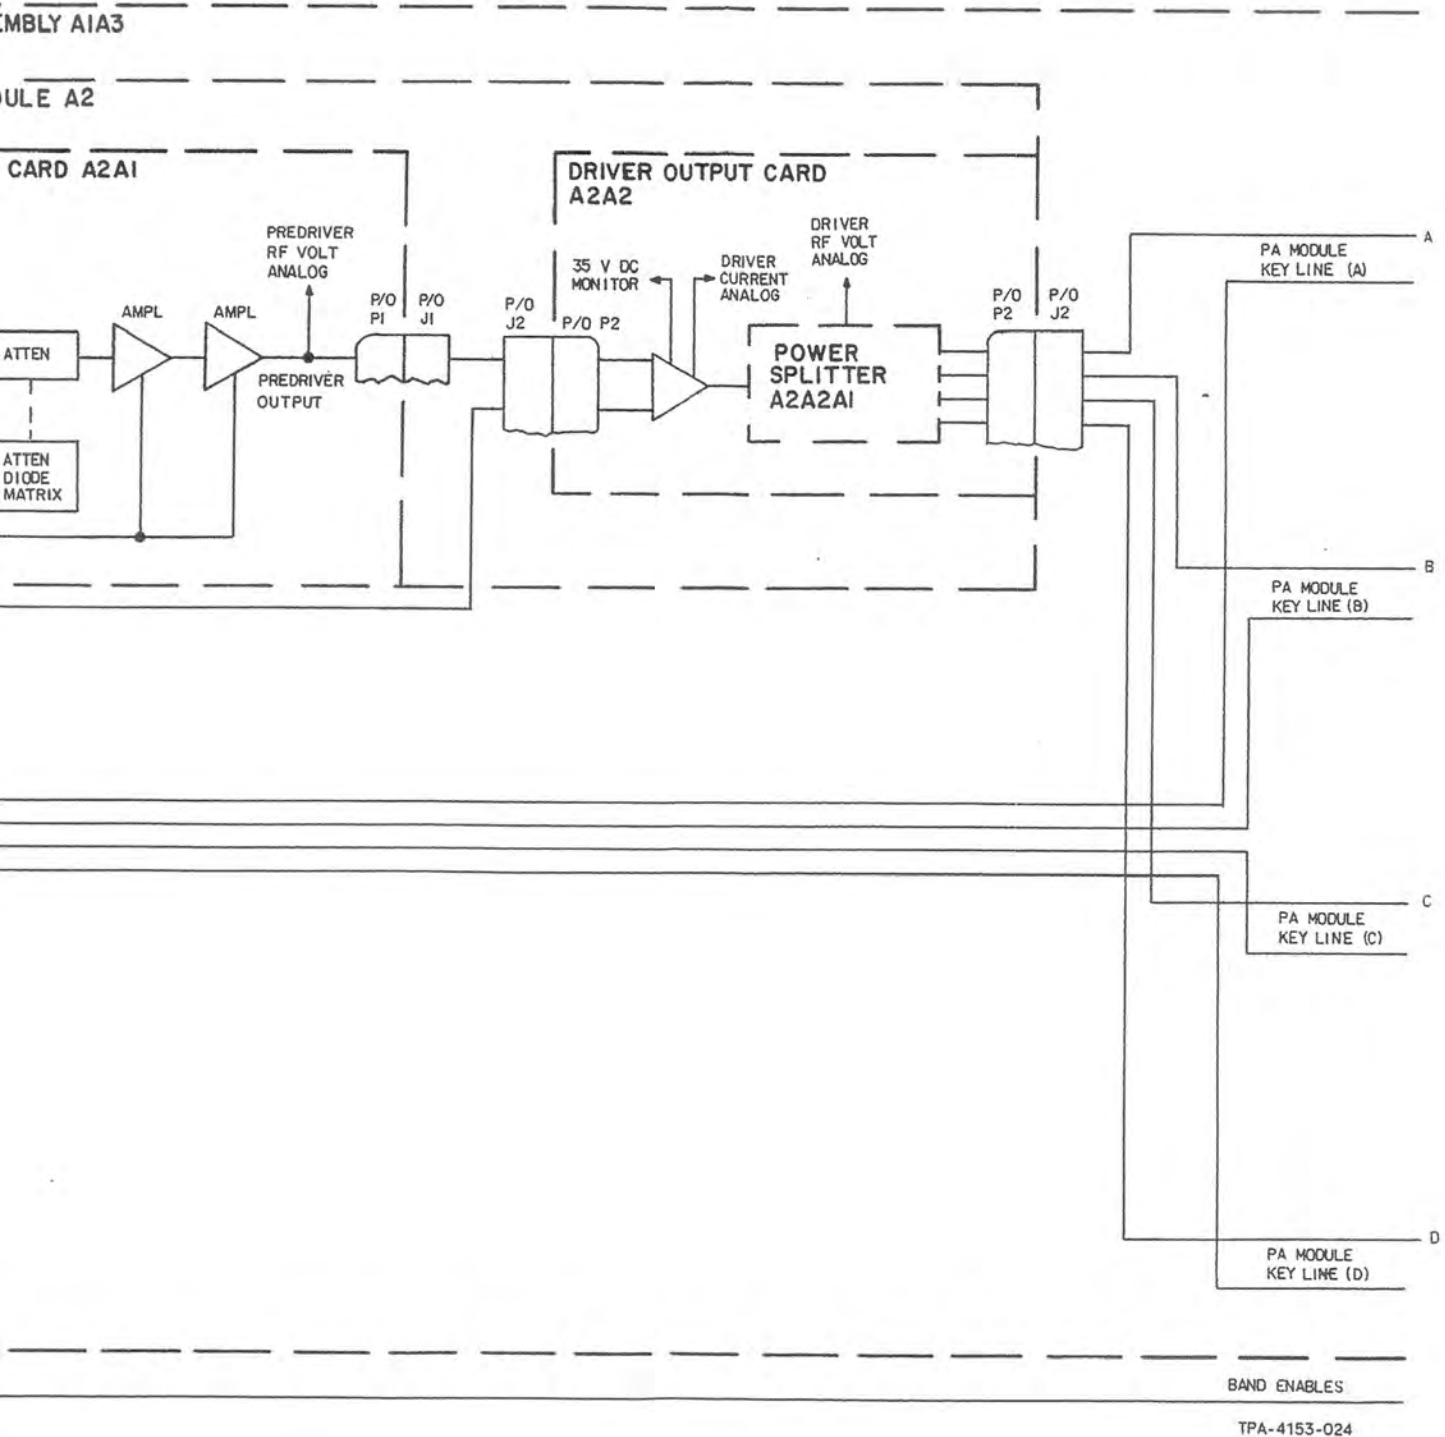 EMBLY A1A3
ULE A2
CARD A2A1
DRIVER OUTPUT CARD
A2A2
PREDRIVER
RF VOLT
ANALOG
DRIVER
RF VOLT
ANALOG
35 V DC
MONITOR
DRIVER
CURRENT
ANALOG
AMPL
AMPL
P/O
P1
P/O
J1
P/O
J2
P/O P2
P/O
P2
P/O
J2
ATTEN
PREDRIVER
OUTPUT
POWER
SPLITTER
A2A2A1
ATTEN
DIODE
MATRIX
A
PA MODULE
KEY LINE (A)
B
PA MODULE
KEY LINE (B)
C
PA MODULE
KEY LINE (C)
D
PA MODULE
KEY LINE (D)
BAND ENABLES
TPA-4153-024